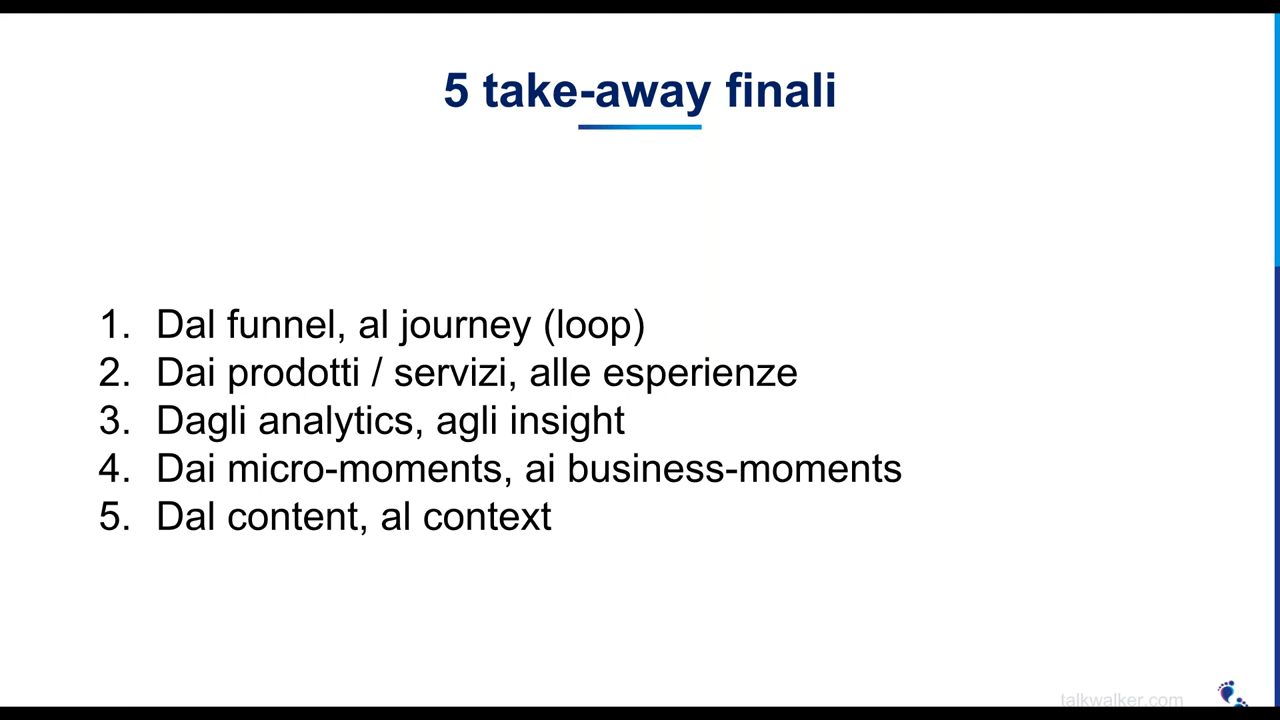 5 take-away finali
1. Dal funnel, al journey (loop)
2. Dai prodotti / servizi, alle esperienze
3. Dagli analytics, agli insight
4. Dai micro-moments, ai business-moments
5. Dal content, al context
talkwalker.com